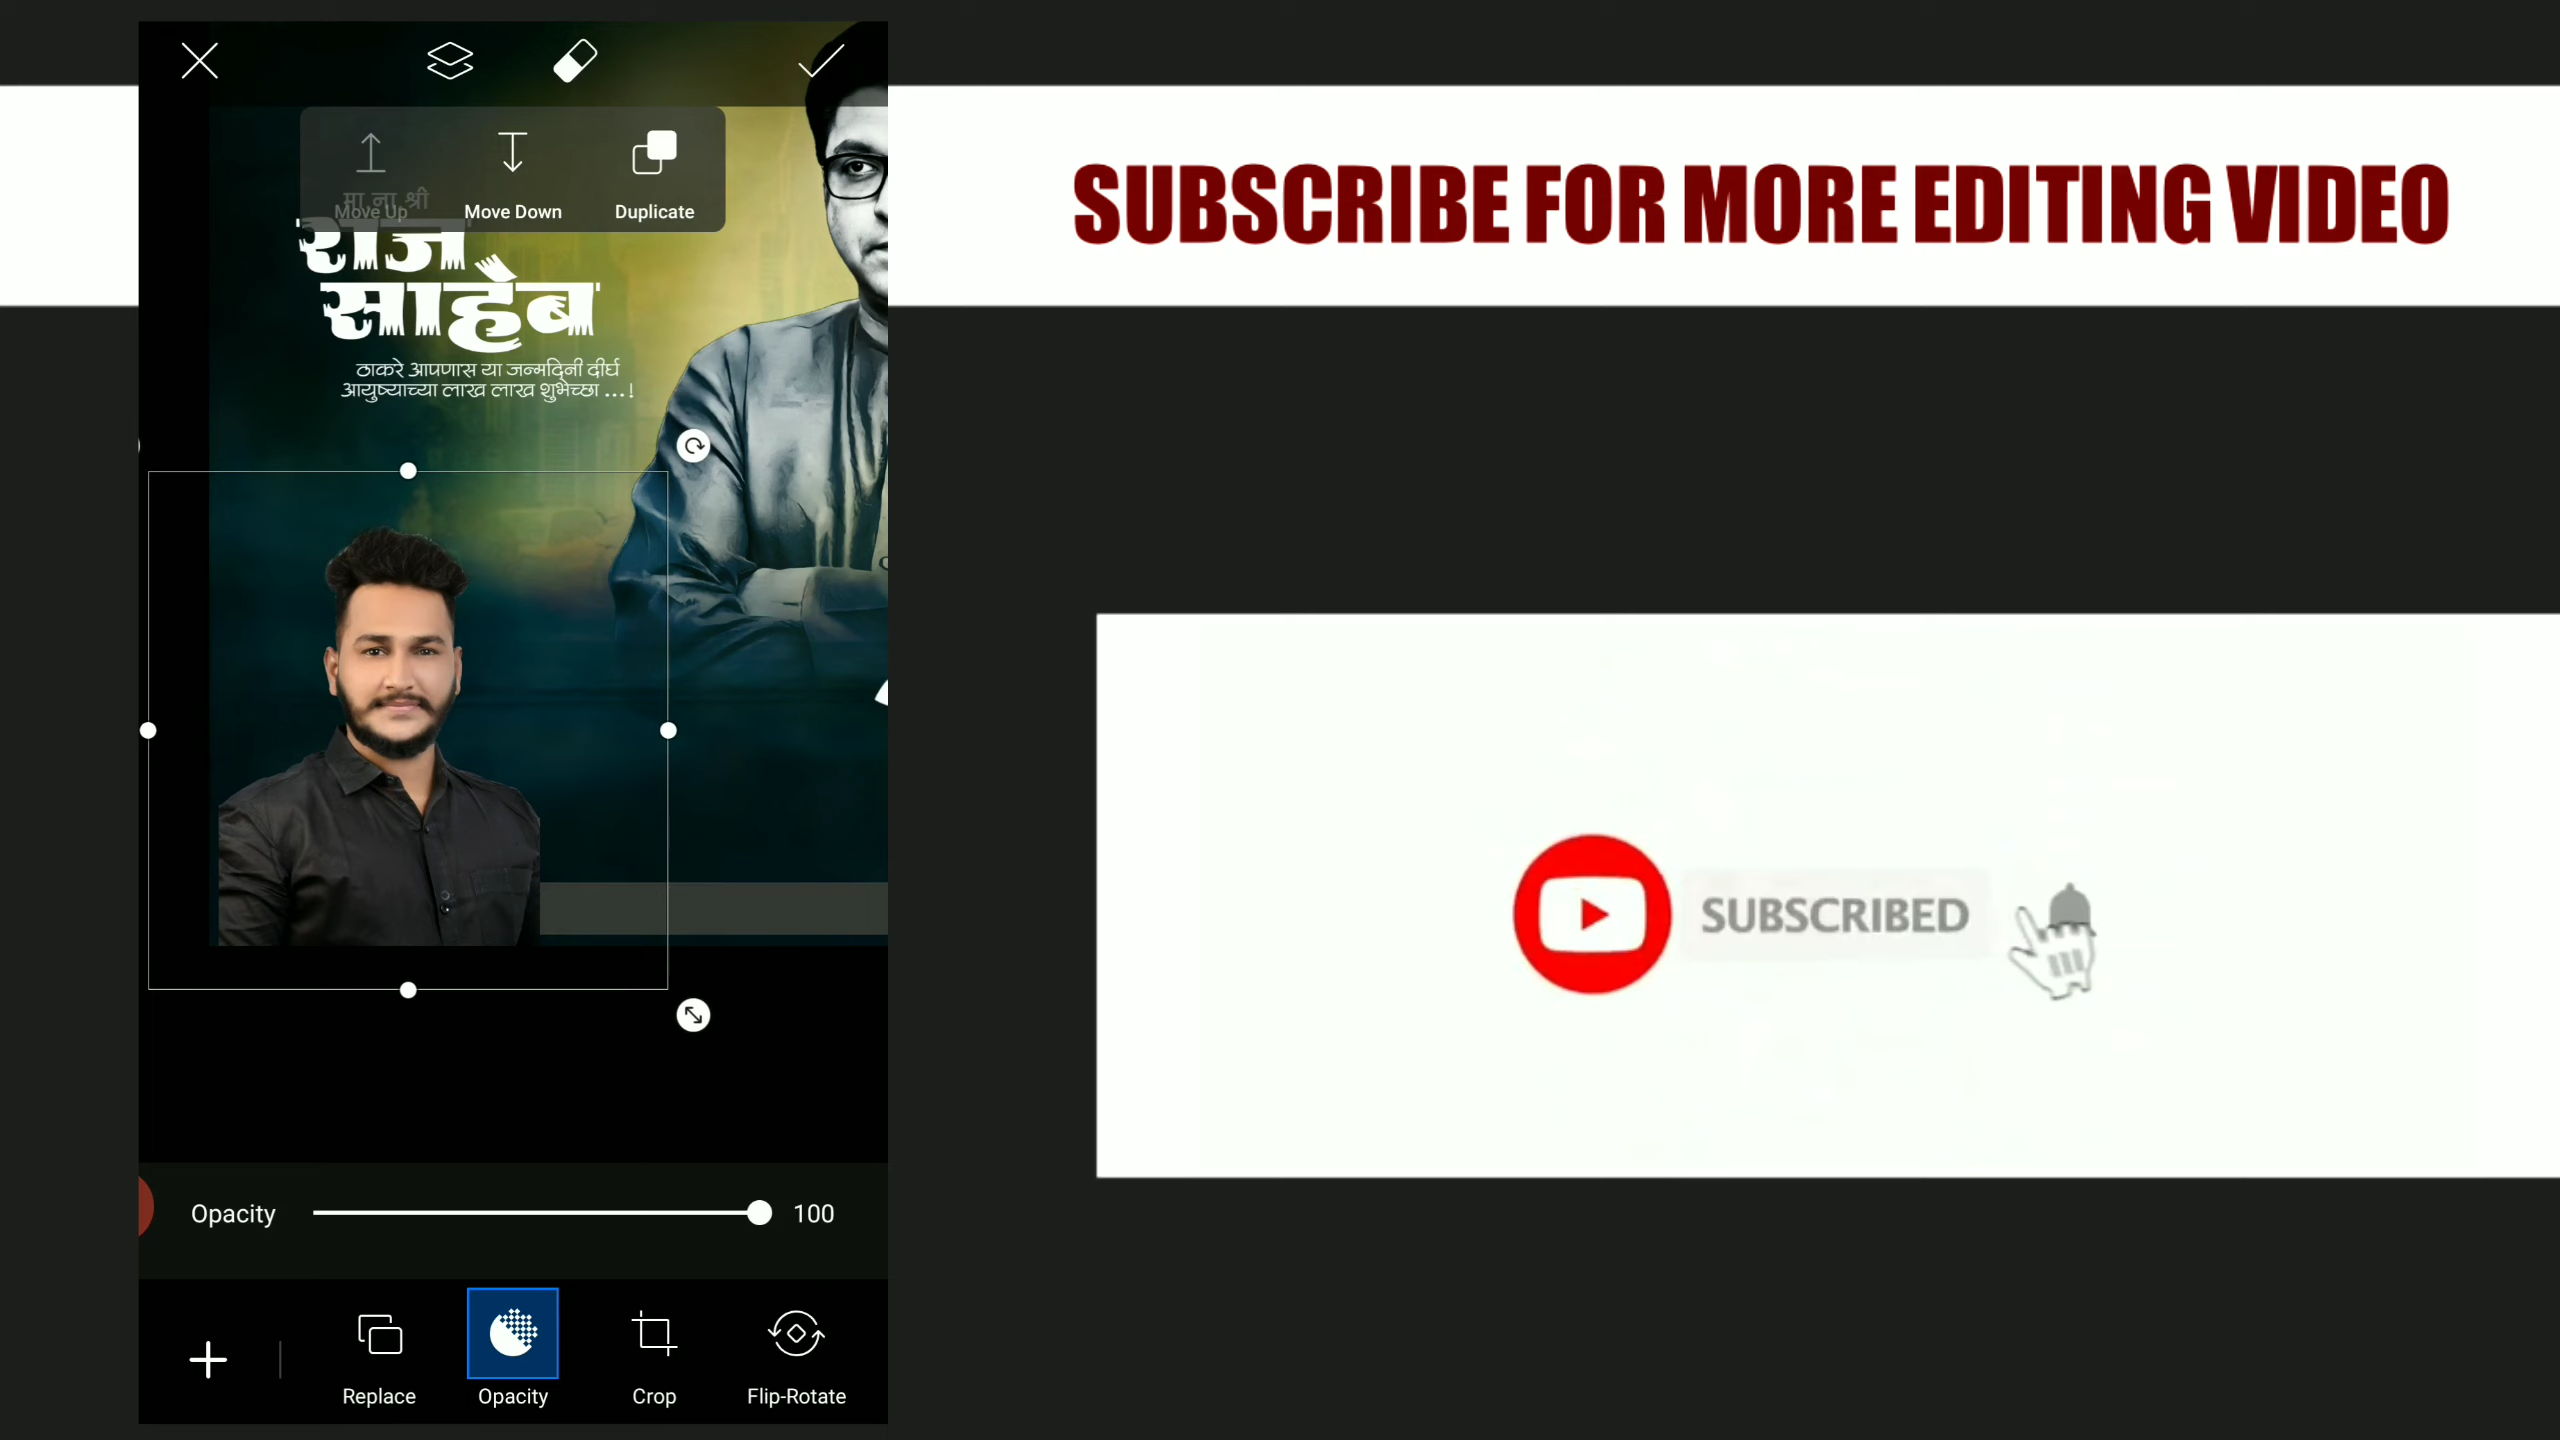 SUBSCRIBE FOR MORE EDITING VIDEO
मा ना श्री
Move Up
Move Down
Duplicate
राज
साहेब
ठाकरे आपणास या जन्मदिनी दीर्घ
आयुष्याच्या लाख लाख शुभेच्छा ...!
SUBSCRIBED
Opacity
100
Replace
Opacity
Crop
Flip-Rotate